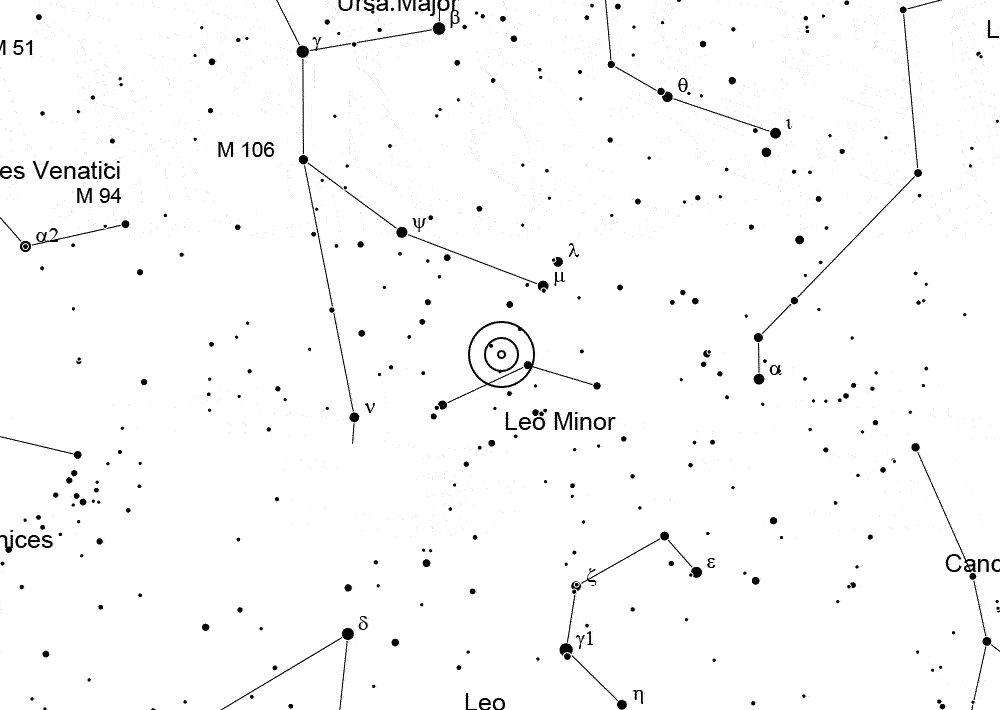 Ursa Major
β
γ
M 51
L
θ
ι
M 106
es Venatici
M 94
α2
ψ
λ
μ
α
ν
Leo Minor
nices
Canc
ε
ζ
δ
γ1
η
Leo